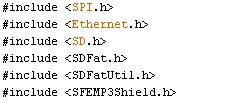 #include <SPI.h>
#include <Ethernet.h>
#include <SD.h>
#include <SDFat.h>
#include <SDFatUtil.h>
#include <SFEMP3Shield.h>